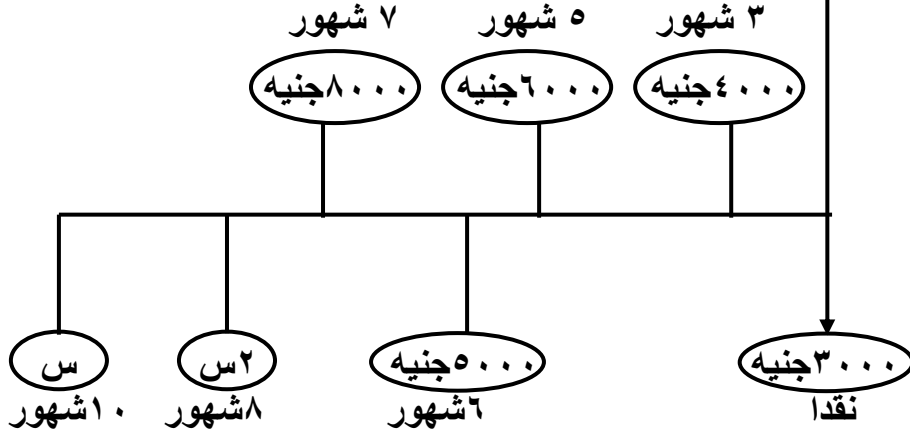 ٣ شهور
٥ شهور
٧ شهور
٤٠٠٠جنيه
٦٠٠٠جنيه
٨٠٠٠جنيه
٣٠٠٠جنيه
٥٠٠٠جنيه
٢س
س
نقدا
٦شهور
٨شهور
١٠شهور